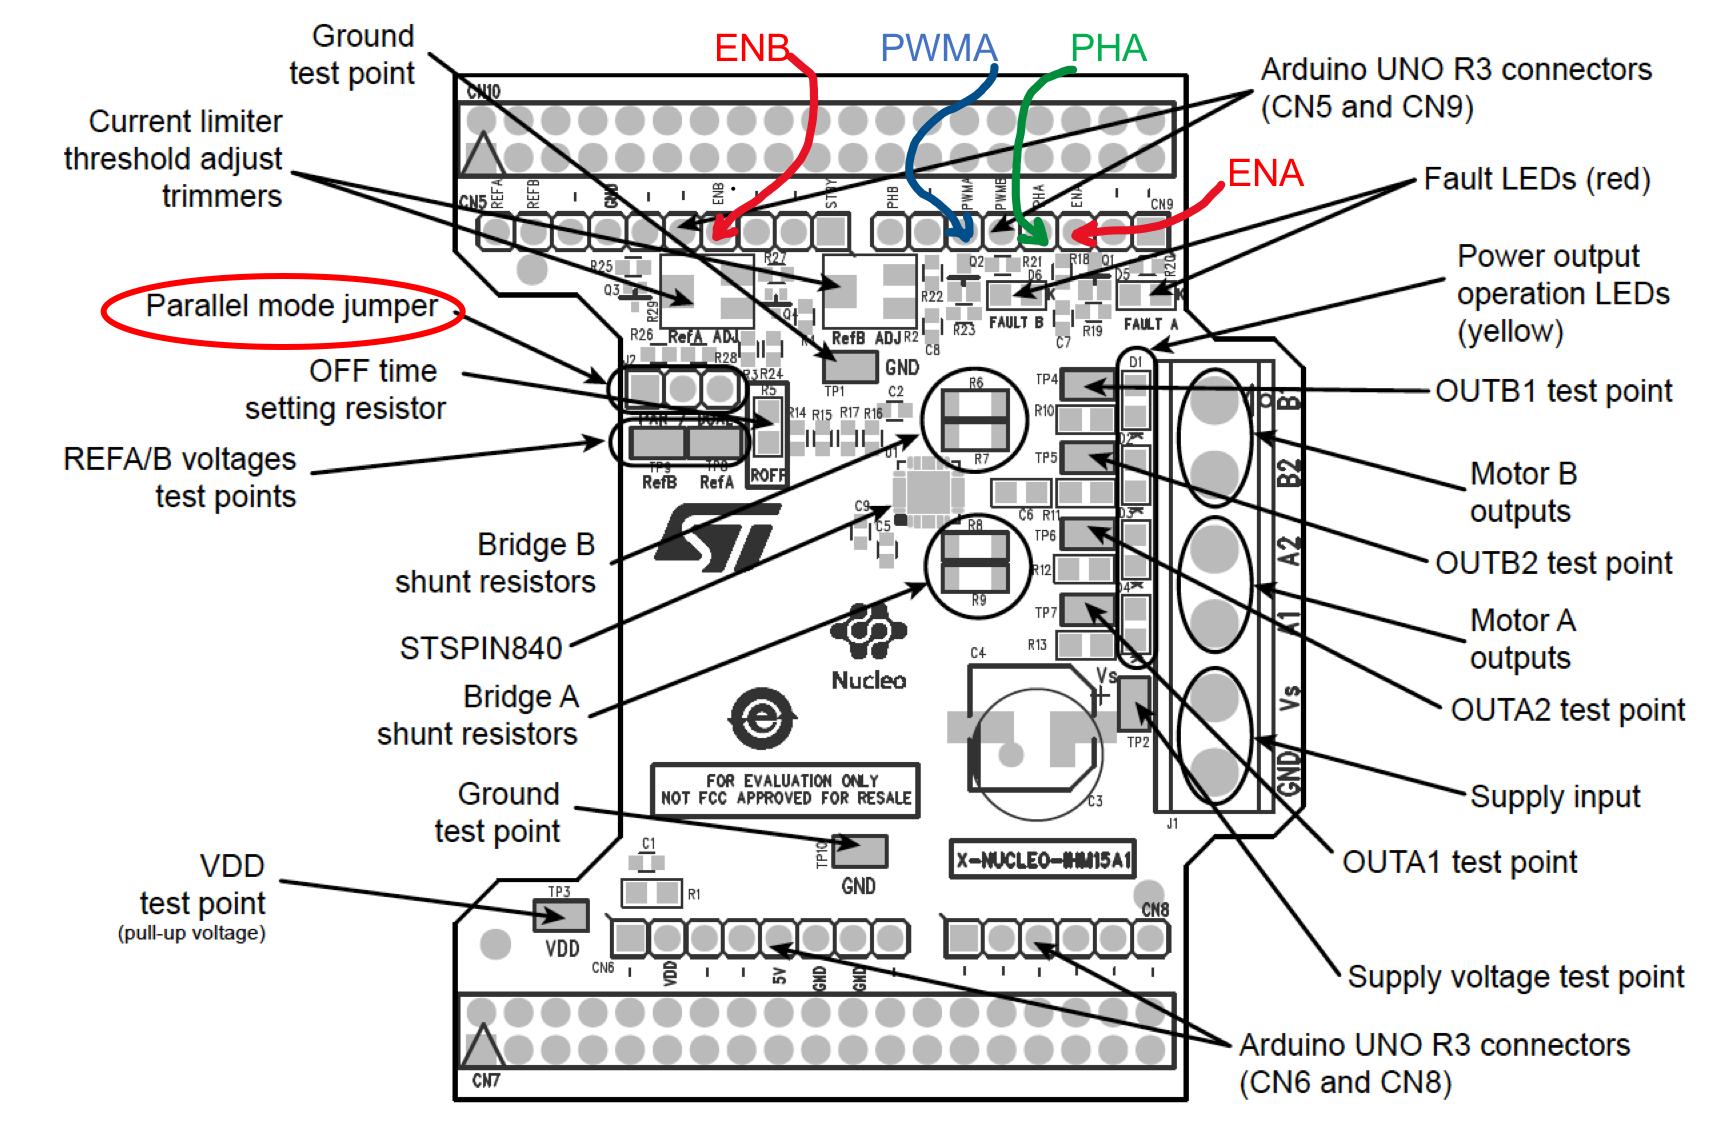 ENB
PWMA
PHA
ENA
Ground
test point
Current limiter
threshold adjust
trimmers
Parallel mode jumper
OFF time
setting resistor
REFA/B voltages
test points
Bridge B
shunt resistors
STSPIN840
Bridge A
shunt resistors
Ground
test point
VDD
test point
(pull-up voltage)
Arduino UNO R3 connectors
(CN5 and CN9)
Fault LEDs (red)
Power output
operation LEDs
(yellow)
OUTB1 test point
Motor B
outputs
OUTB2 test point
Motor A
outputs
OUTA2 test point
Supply input
OUTA1 test point
Supply voltage test point
Arduino UNO R3 connectors
(CN6 and CN8)
CN10
CN5
REFA
REFB
GND
ENB
STBY
PHB
PWMA
PWMB
PHA
ENA
CN9
R25
Q3
R29
R27
Q4
R26
RefA ADJ
R28
J2
R3
R24
RefB ADJ
R2
R22
C8
Q2
R23
R21
D6
K
FAULT B
R18
Q1
D5
R20
K
C7
R19
FAULT A
TP1
GND
C2
R5
R14
R15
R17
R16
ROFF
TP9
TP8
RefB
RefA
R6
R7
U1
C9
C5
R8
R9
TP4
R10
TP5
C6
R11
TP6
R12
TP7
R13
D1
D2
D3
D4
B2
A2
A1
Vs
GND
J1
ST
Nucleo
e
C4
C3
Vs
+
TP2
FOR EVALUATION ONLY
NOT FCC APPROVED FOR RESALE
X-NUCLEO-IHM15A1
TP10
GND
C1
R1
TP3
VDD
CN6
VDD
5V
GND
GND
CN8
CN7